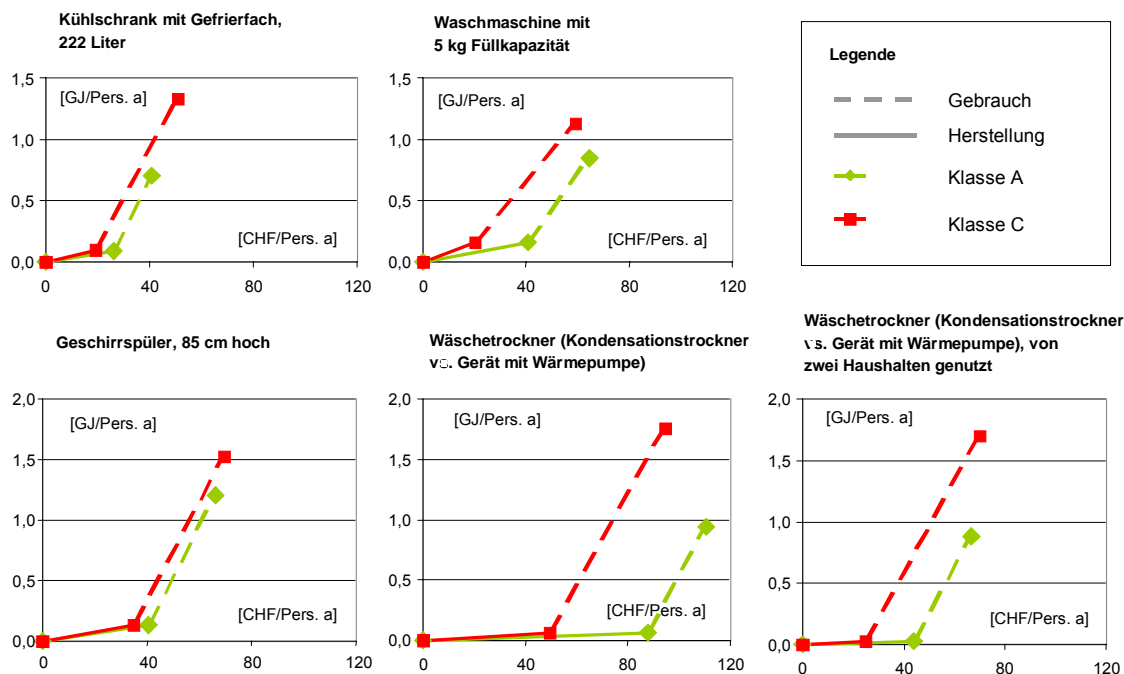 Kühlschrank mit Gefrierfach,
222 Liter
1,5
[GJ/Pers. a]
1,0
0,5
[CHF/Pers. a]
0,0
0
40
80
120
Waschmaschine mit
5 kg Füllkapazität
1,5
[GJ/Pers. a]
1,0
0,5
[CHF/Pers. a]
0,0
0
40
80
120
Legende
Gebrauch
Herstellung
Klasse A
Klasse C
Geschirrspüler, 85 cm hoch
2,0
[GJ/Pers. a]
1,5
1,0
0,5
[CHF/Pers. a]
0,0
0
40
80
120
Wäschetrockner (Kondensationstrockner
vs. Gerät mit Wärmepumpe)
2,0
[GJ/Pers. a]
1,5
1,0
0,5
[CHF/Pers. a]
0,0
0
40
80
120
Wäschetrockner (Kondensationstrockner
vs. Gerät mit Wärmepumpe), von
zwei Haushalten genutzt
2,0
[GJ/Pers. a]
1,5
1,0
0,5
[CHF/Pers. a]
0,0
0
40
80
120